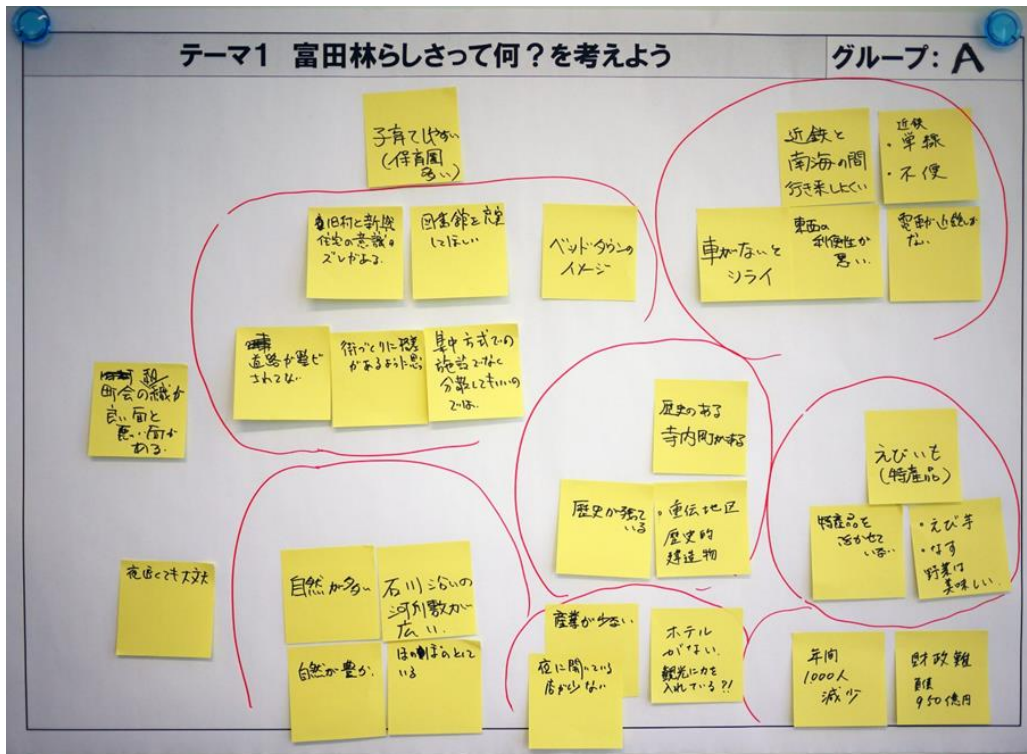 テーマ1 富田林らしさって何?を考えよう
グループ: A
子育てしやすい
(保育園
多い)
旧村と新興
住宅の意識の
ズレがある.
図書館を充実
してほしい
ベッドタウンの
イメージ
道路が整ビ
されてない
街づくりに
があるように思う
集中方式での
施設でなく
分散してもいいの
では.
町会の組織が
良い面と
悪い面が
ある.
夜遅くても大丈夫
近鉄と
南海の間
行き来しにくい
近鉄
・単線
・不便
車がないと
ツライ
東西の
利便性が
悪い.
電車が近鉄しか
ない.
歴史のある
寺内町がある
歴史が残って
いる
・重伝地区
歴史的
建造物
えびいも
(特産品)
特産品を
活かせて
いない
・えび芋
・なす
野菜は
美味しい.
自然が多い
石川沿いの
河川敷が
広い.
自然が豊か.
ほのぼのとして
いる
産業が少ない
夜に開いている
店が少ない
ホテル
がない.
観光に力を
入れている?!
年間
1,000人
減少
財政難
負債
950億円